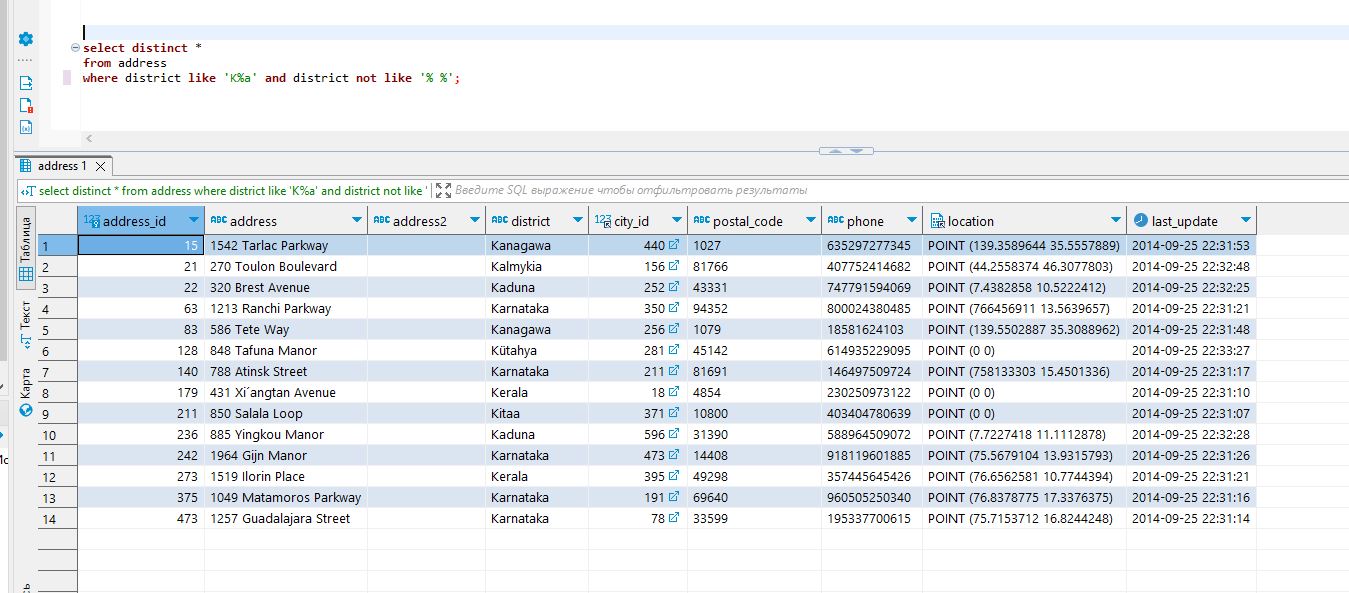 select distinct *
from address
where district like 'K%a' and district not like '% %';
address 1
select distinct * from address where district like 'K%a' and district not like ' Введите SQL выражение чтобы отфильтровать результаты
address_id address address2 district city_id postal_code phone location last_update
1 15 1542 Tarlac Parkway Kanagawa 440 1027 635297277345 POINT (139.3589644 35.5557889) 2014-09-25 22:31:53
2 21 270 Toulon Boulevard Kalmykia 156 81766 407752414682 POINT (44.2558374 46.3077803) 2014-09-25 22:32:48
3 22 320 Brest Avenue Kaduna 252 43331 747791594069 POINT (7.4382858 10.5222412) 2014-09-25 22:32:25
4 63 1213 Ranchi Parkway Karnataka 350 94352 800024380485 POINT (766456911 13.5639657) 2014-09-25 22:31:21
5 83 586 Tete Way Kanagawa 256 1079 18581624103 POINT (139.5502887 35.3088962) 2014-09-25 22:31:48
6 128 848 Tafuna Manor Kütahya 281 45142 614935229095 POINT (0 0) 2014-09-25 22:33:27
7 140 788 Atinsk Street Karnataka 211 81691 146497509724 POINT (758133303 15.4501336) 2014-09-25 22:31:17
8 179 431 Xi´angtan Avenue Kerala 18 4854 230250973122 POINT (0 0) 2014-09-25 22:31:10
9 211 850 Salala Loop Kitaa 371 10800 403404780639 POINT (0 0) 2014-09-25 22:31:07
10 236 885 Yingkou Manor Kaduna 596 31390 588964509072 POINT (7.7227418 11.1112878) 2014-09-25 22:32:28
11 242 1964 Gijn Manor Karnataka 473 14408 918119601885 POINT (75.5679104 13.9315793) 2014-09-25 22:31:26
12 273 1519 Ilorin Place Kerala 395 49298 357445645426 POINT (76.6562581 10.7744394) 2014-09-25 22:31:21
13 375 1049 Matamoros Parkway Karnataka 191 69640 960505250340 POINT (76.8378775 17.3376375) 2014-09-25 22:31:16
14 473 1257 Guadalajara Street Karnataka 78 33599 195337700615 POINT (75.7153712 16.8244248) 2014-09-25 22:31:14
Таблица
Текст
Карта